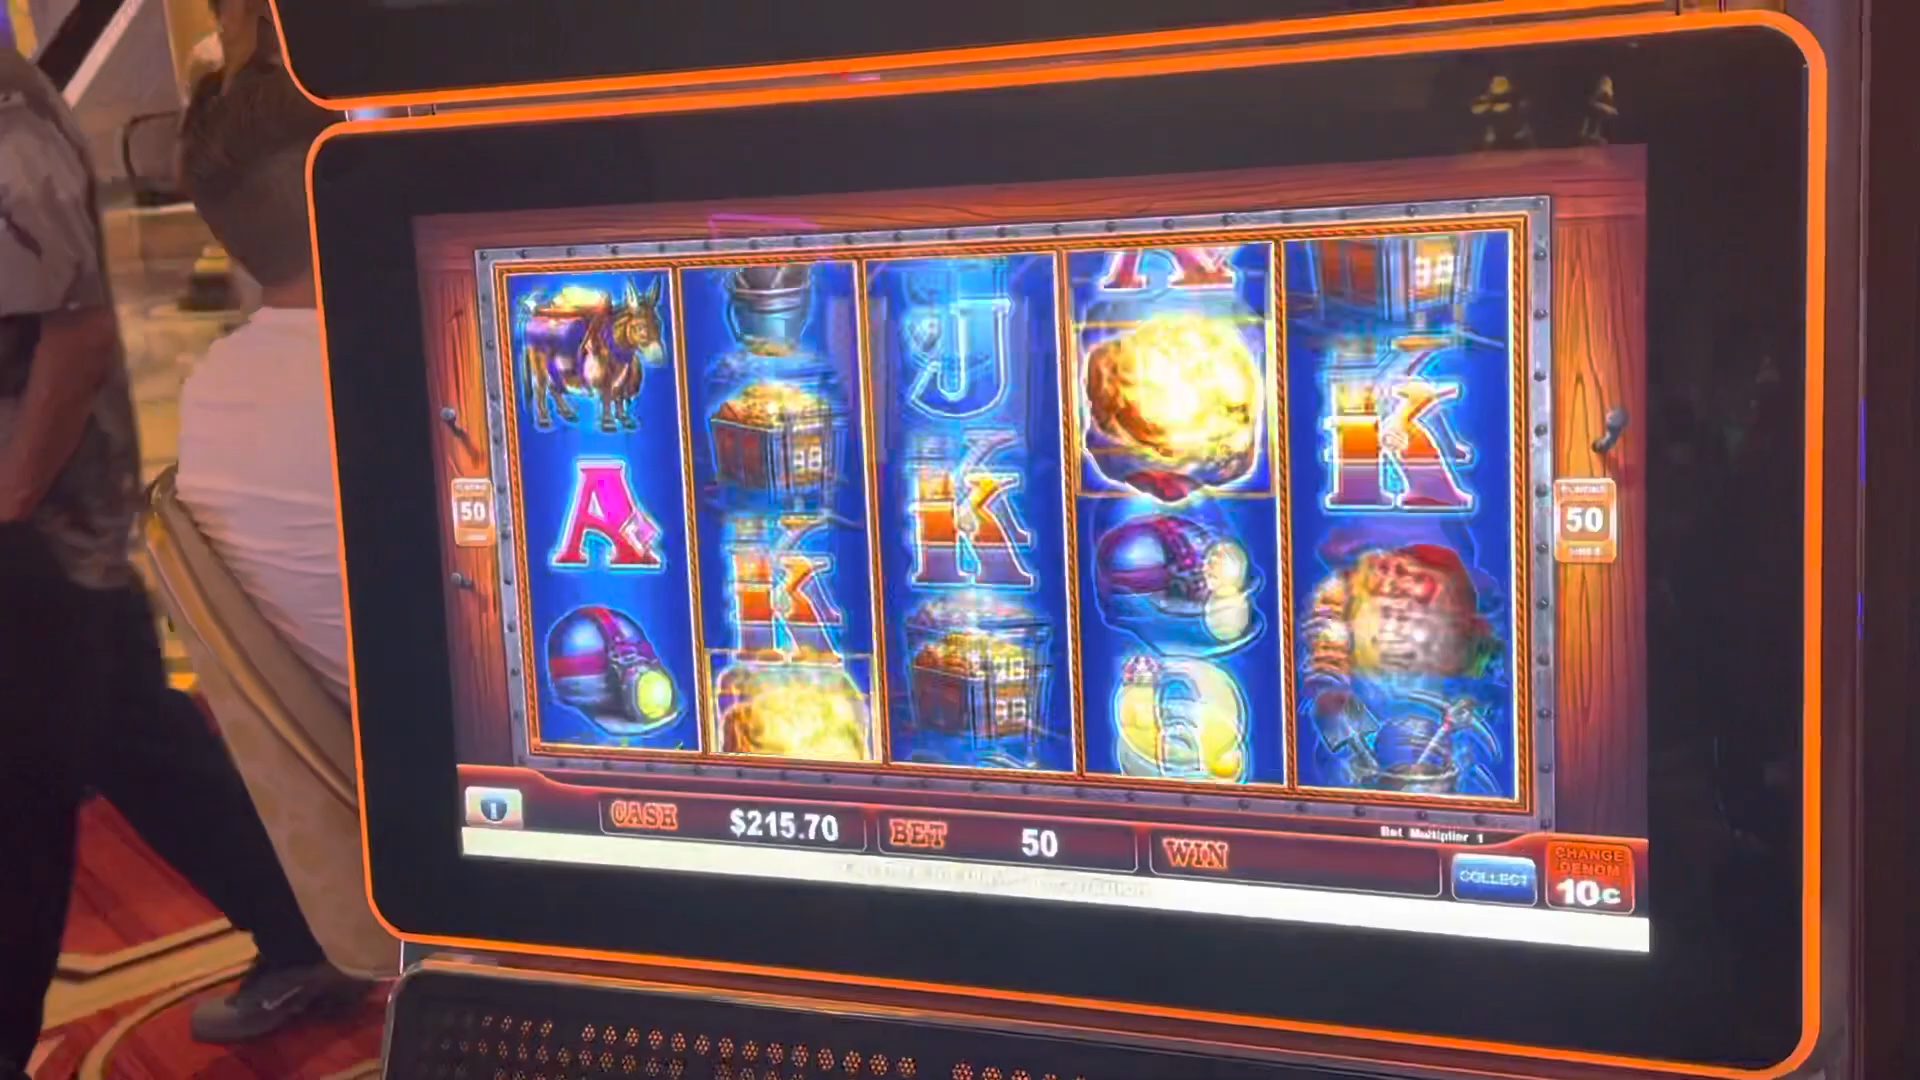 J
K
A
K
K
50
50
CASH $215.70
BET 50
WIN
Bet Multiplier 1
COLLECT
CHANGE
DENOM
10¢